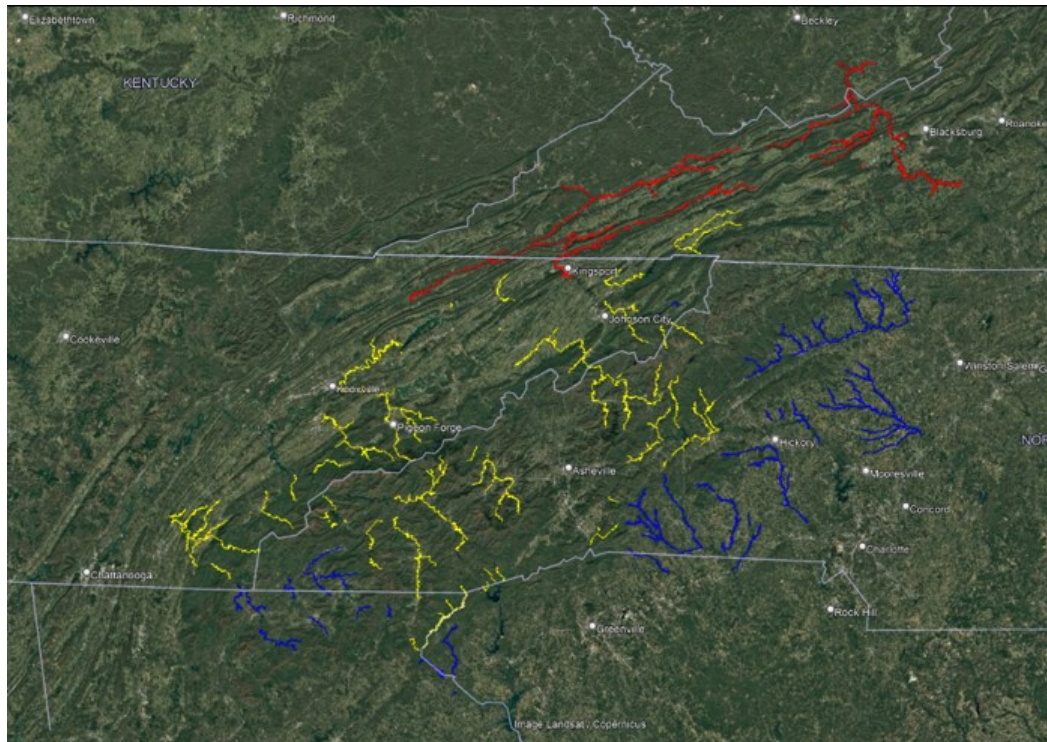 Elizabethtown
Richmond
Beckley
KENTUCKY
Roanoke
Blacksburg
Kingsport
Johnson City
Cookeville
Knoxville
Winston-Salem
G
Pigeon Forge
Hickory
NOR
Asheville
Mooresville
Concord
Charlotte
Chattanooga
Rock Hill
Greenville
Image Landsat / Copernicus